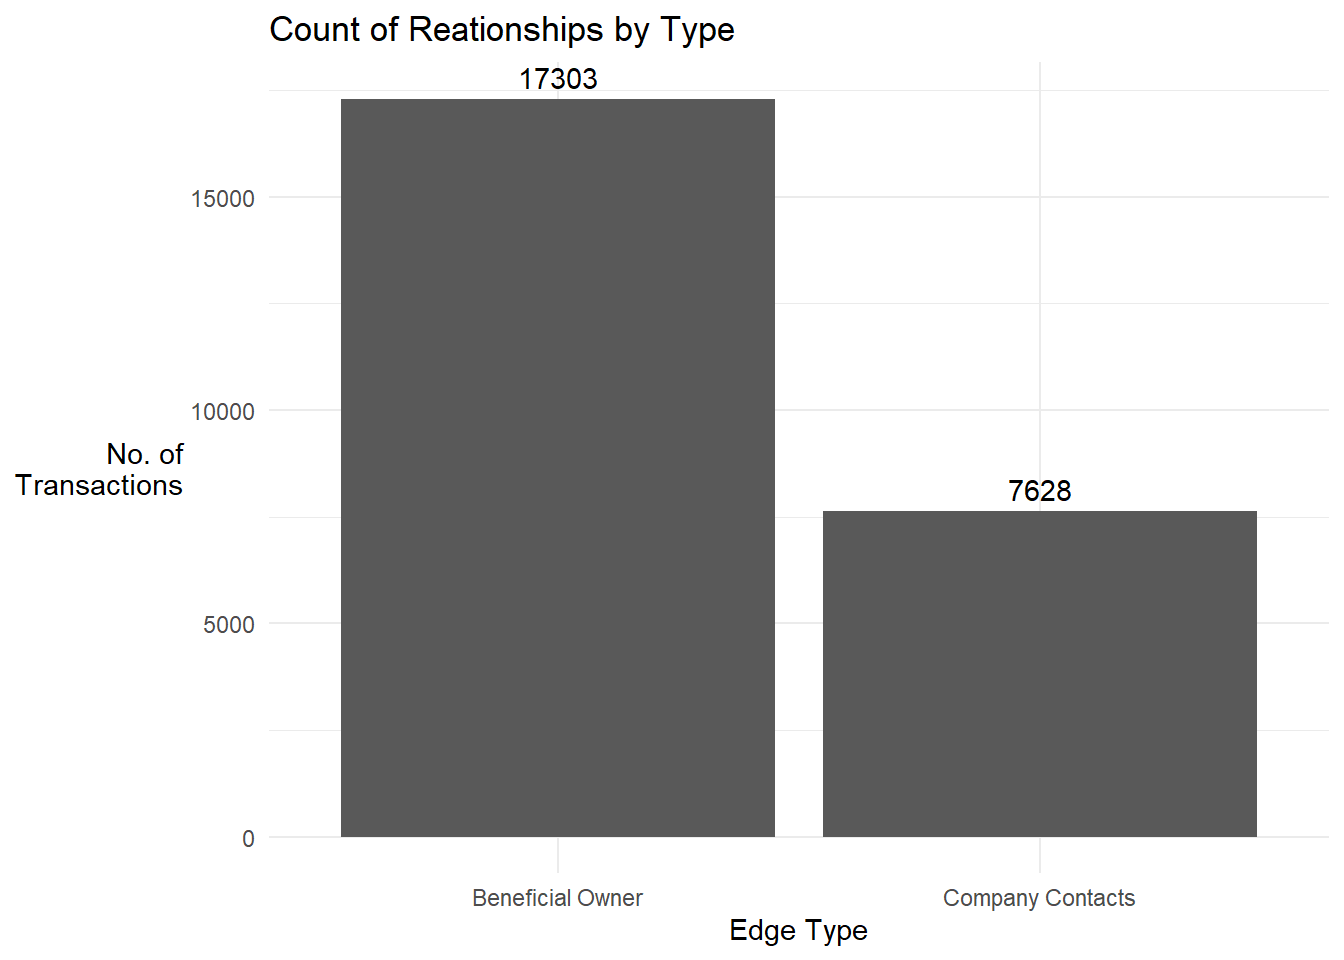 Count of Reationships by Type
17303
15000
10000
No. of
Transactions
7628
5000
0
Beneficial Owner
Company Contacts
Edge Type